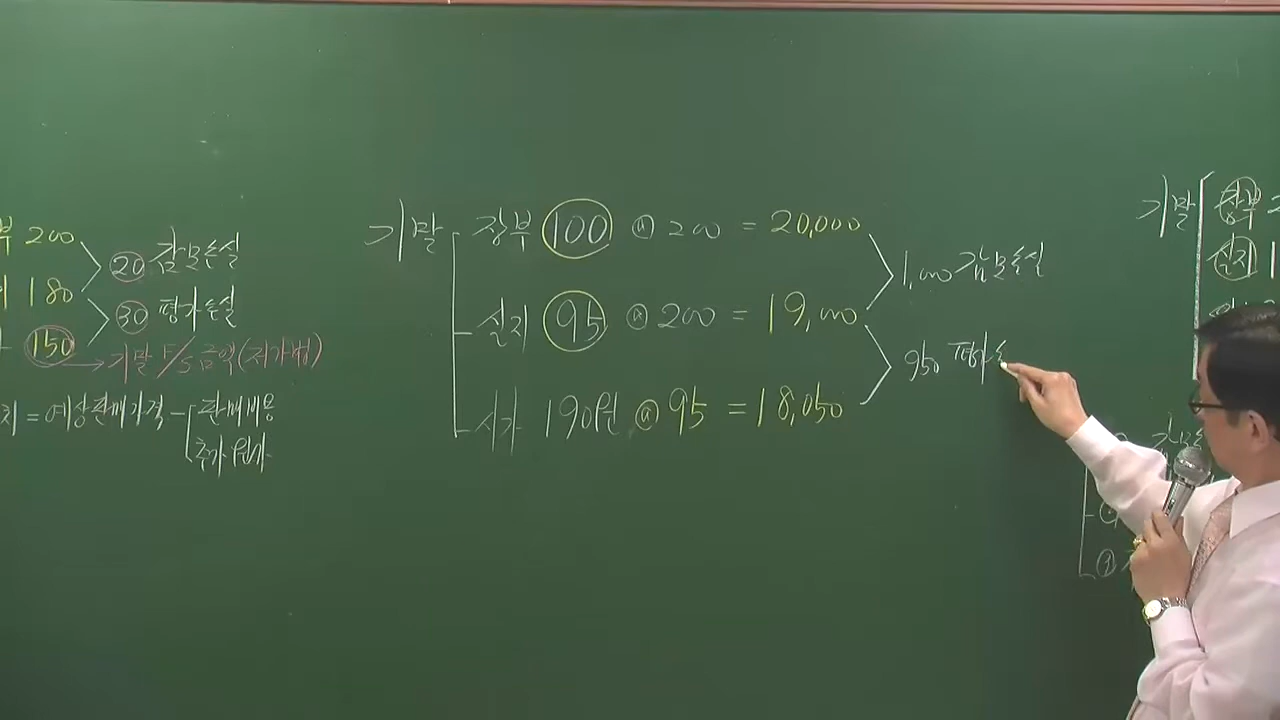 200
180
150
20 감모손실
30 평가손실
→ 기말 F/S 금액(저가법)
= 예상판매가격 - 판매비용
추가원가
기말
장부 100 @ 200 = 20,000
실지 95 @ 200 = 19,000
시가 190원 @ 95 = 18,050
1,000 감모손실
950 평가손
기말
장부
실지